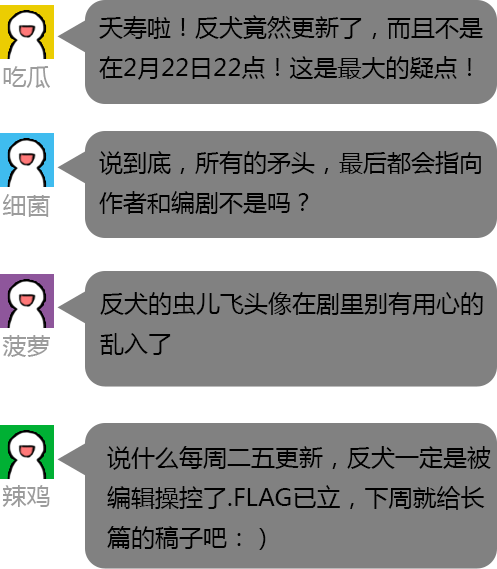 夭寿啦！反犬竟然更新了，而且不是
在2月22日22点！这是最大的疑点！
吃瓜
说到底，所有的矛头，最后都会指向
作者和编剧不是吗？
细菌
反犬的虫儿飞头像在剧里别有用心的
乱入了
菠萝
说什么每周二五更新，反犬一定是被
编辑操控了.FLAG已立，下周就给长
篇的稿子吧：）
辣鸡